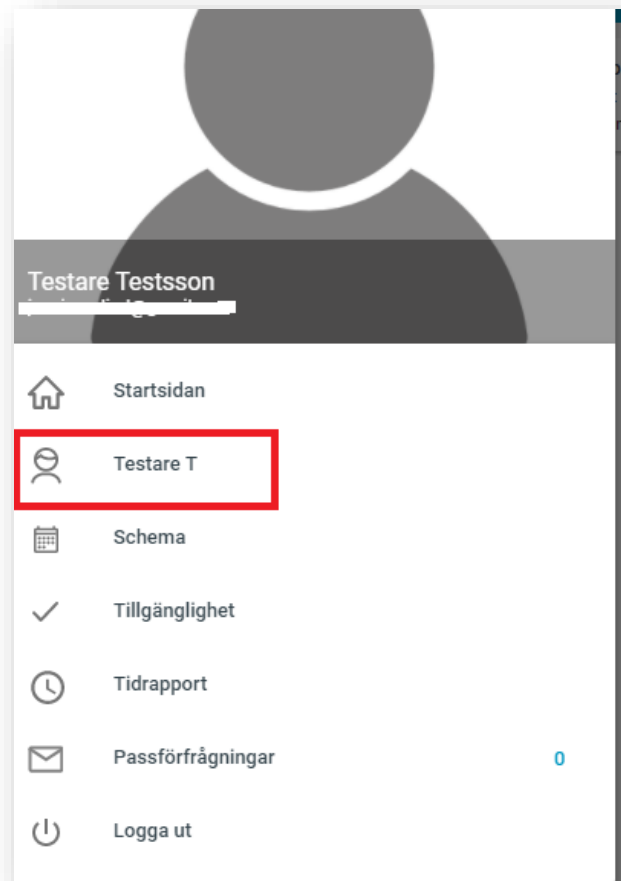 Testare Testsson
Startsidan
Testare T
Schema
Tillgänglighet
Tidrapport
Passförfrågningar 0
Logga ut